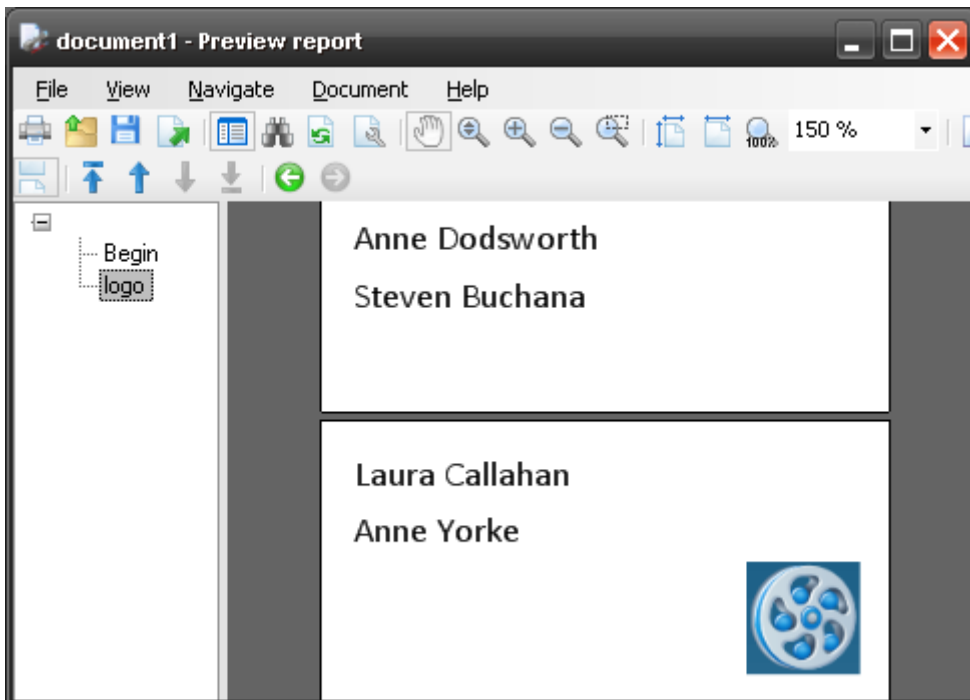 document1 - Preview report
File View Navigate Document Help
100% 150 %
Begin
logo
Anne Dodsworth
Steven Buchana
Laura Callahan
Anne Yorke